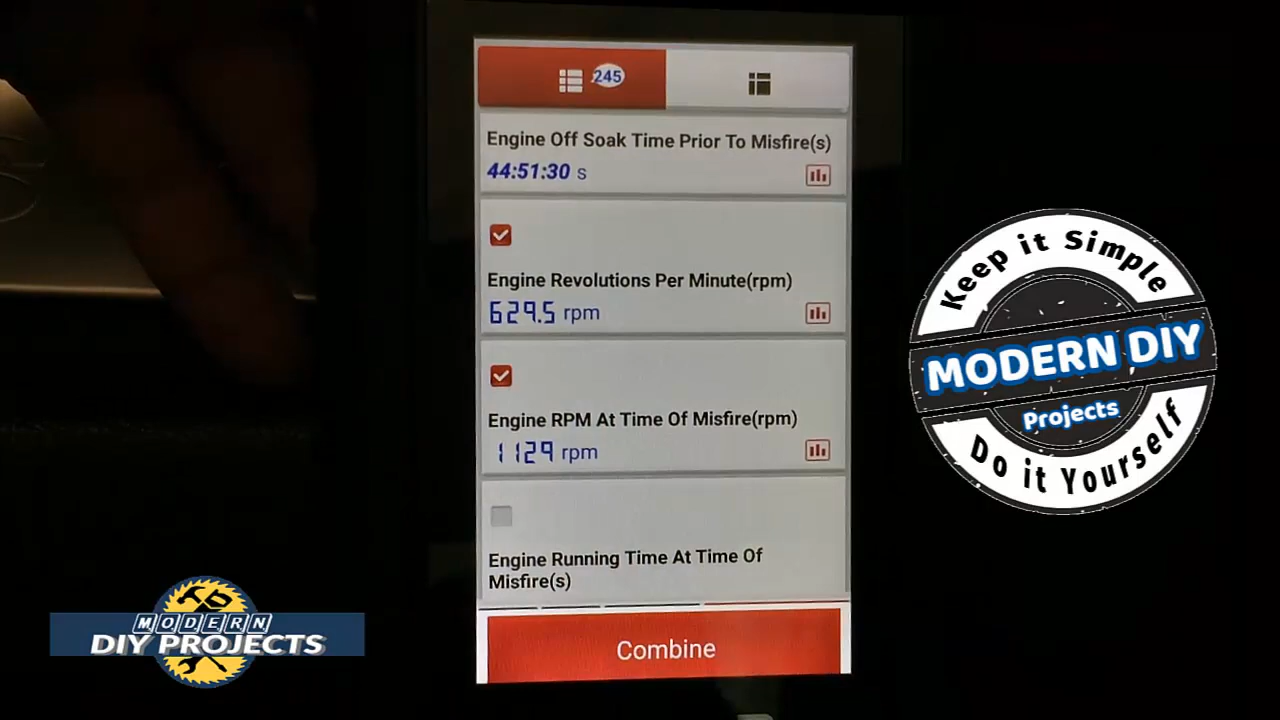 245
Engine Off Soak Time Prior To Misfire(s)
44:51:30 s
Engine Revolutions Per Minute(rpm)
629.5 rpm
Engine RPM At Time Of Misfire(rpm)
1129 rpm
Engine Running Time At Time Of
Misfire(s)
Combine
Keep it Simple
MODERN DIY
Projects
Do it Yourself
MODERN
DIY PROJECTS